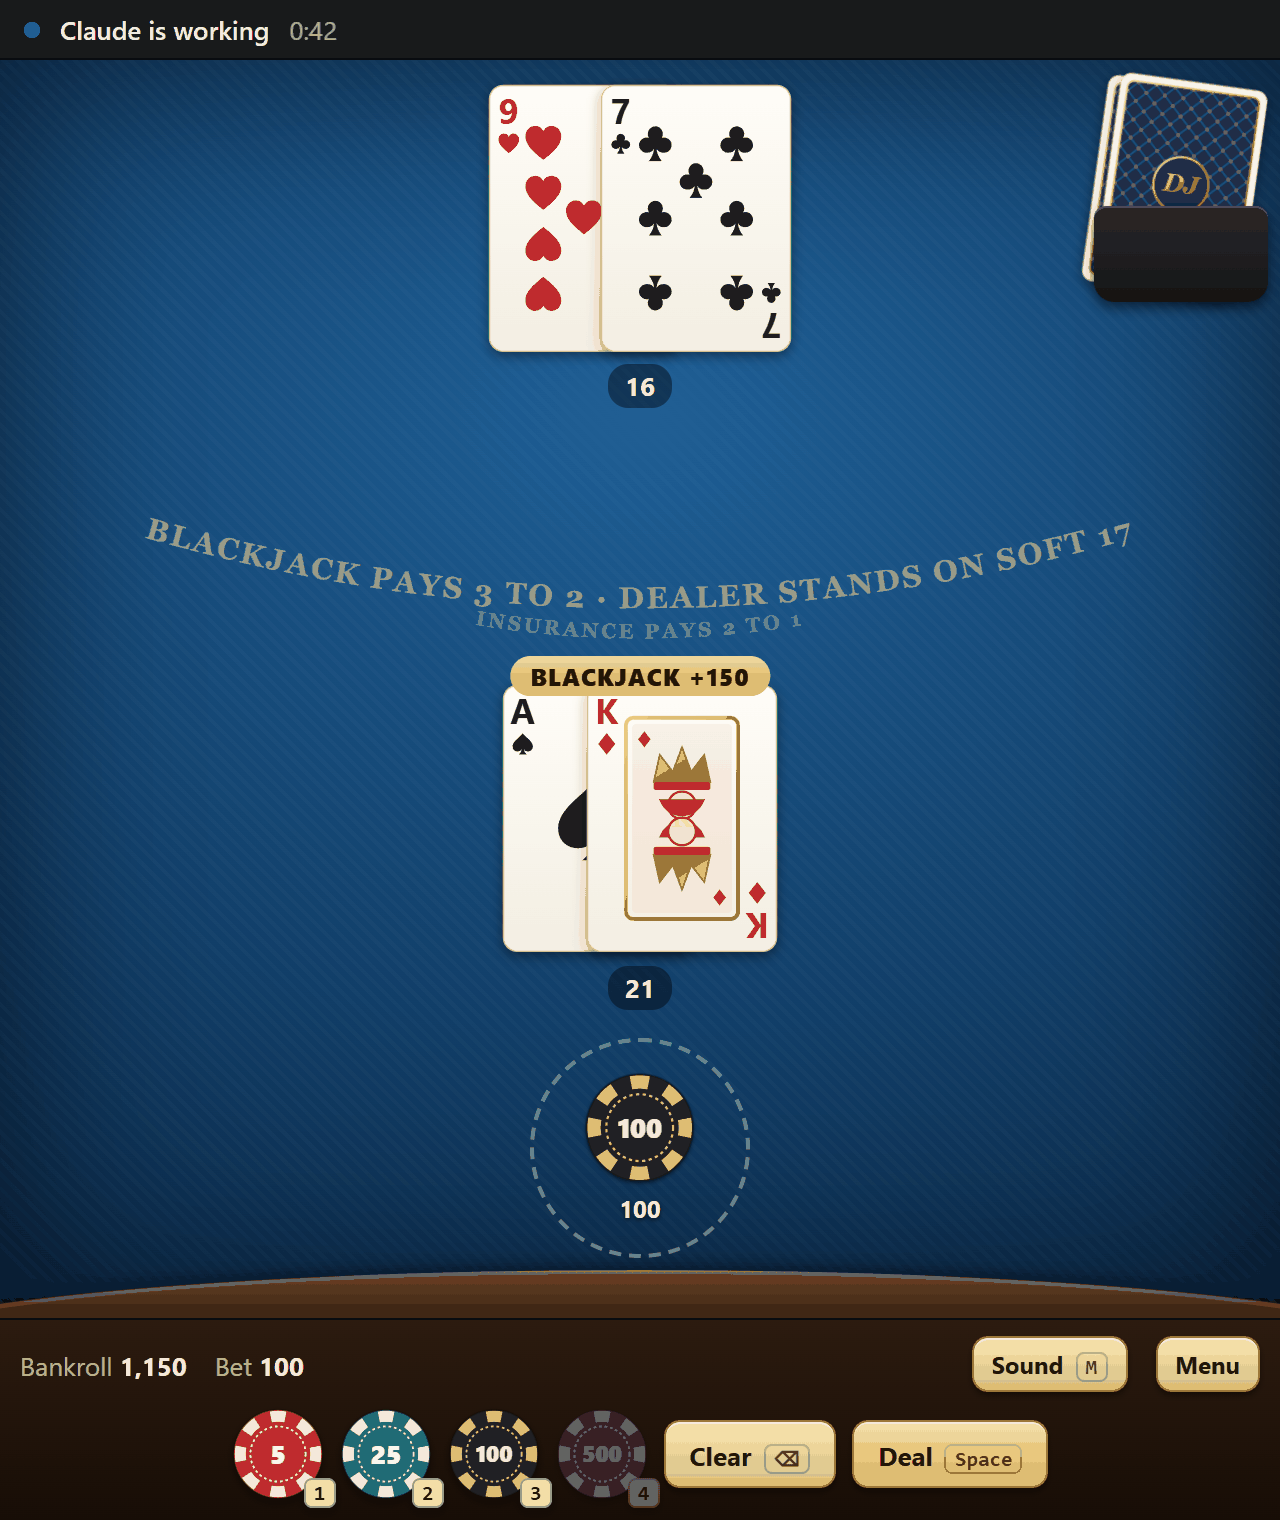 Claude is working 0:42
9
7
DJ
7
16
BLACKJACK PAYS 3 TO 2 · DEALER STANDS ON SOFT 17
INSURANCE PAYS 2 TO 1
BLACKJACK +150
A
K
K
21
100
100
Bankroll 1,150 Bet 100
Sound M
Menu
5 25 100 500 Clear ⌫ Deal Space
1 2 3 4